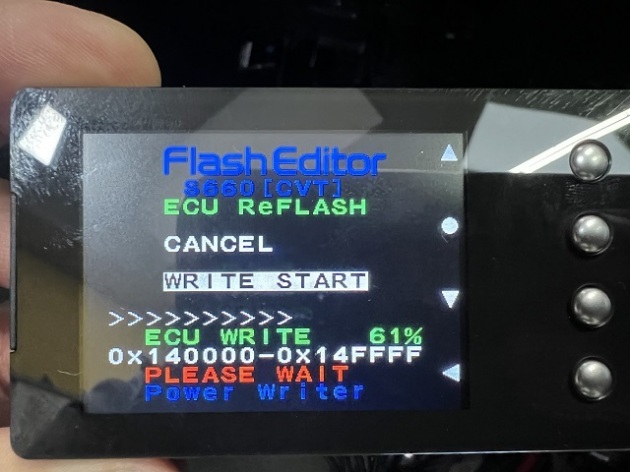 Flash Editor
S660[CVT]
ECU ReFLASH
CANCEL
WRITE START
>>>>>>>>>>
ECU WRITE 61%
0x140000-0x14FFFF
PLEASE WAIT
Power Writer